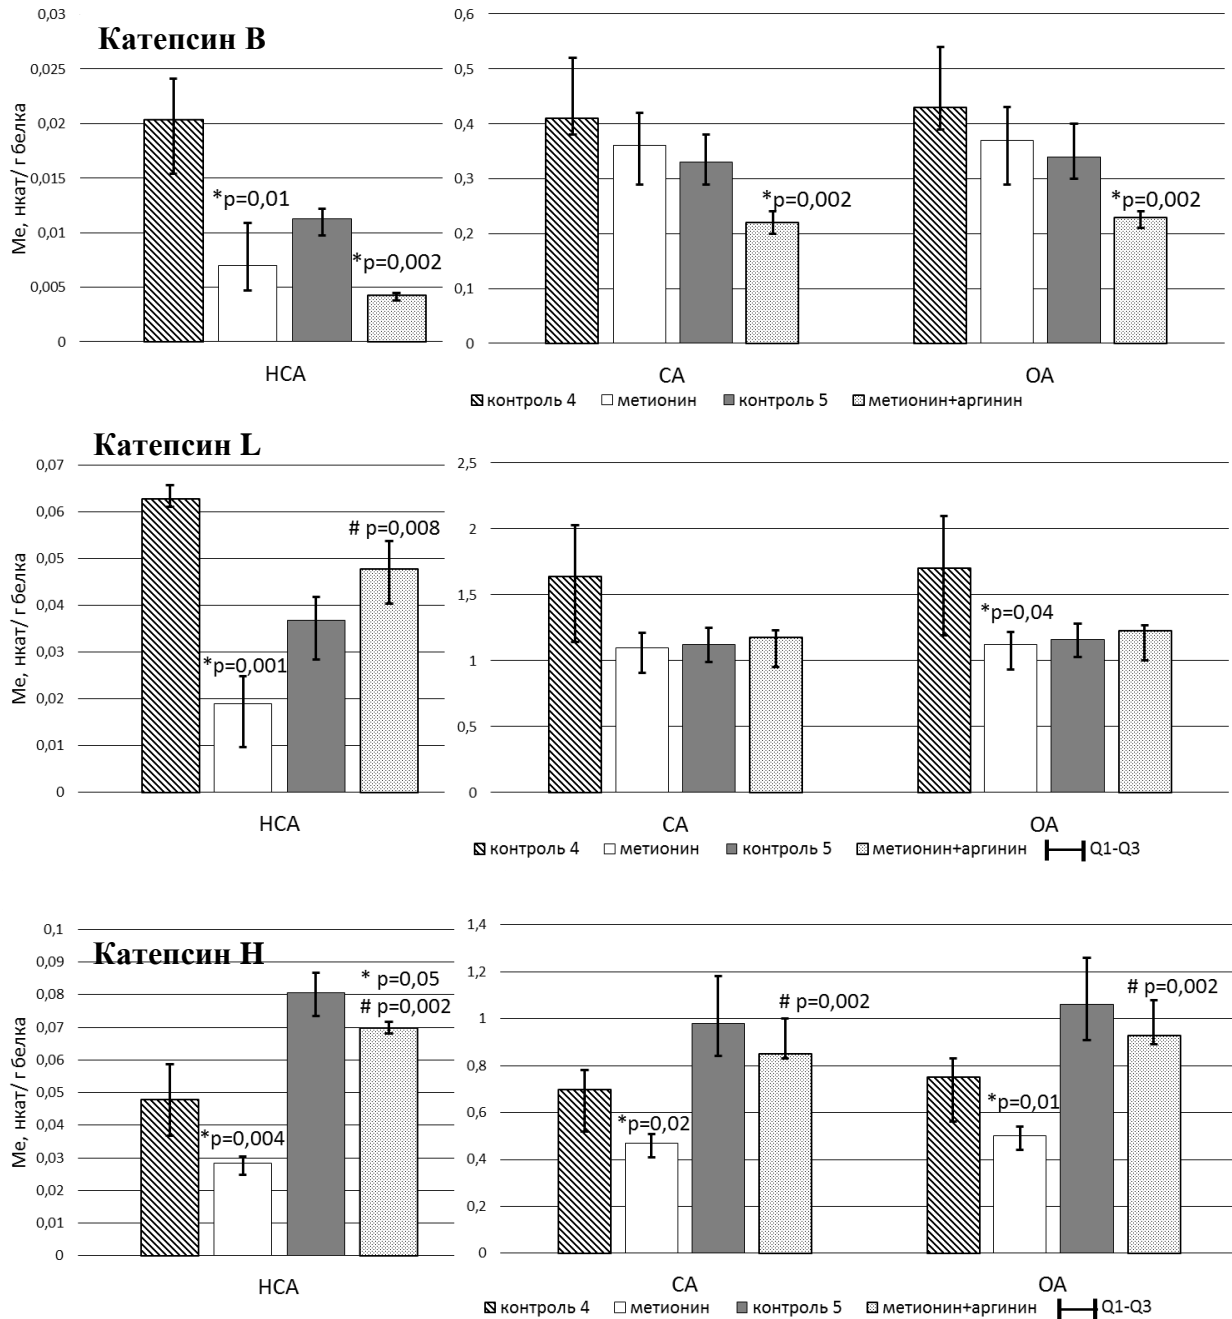 Катепсин B
Ме, нкат/ г белка
0,03
0,025
0,02
0,015
0,01
0,005
0
*p=0,01
*p=0,002
НСА
0,6
0,5
0,4
0,3
0,2
0,1
0
*p=0,002
*p=0,002
СА
ОА
контроль 4 метионин контроль 5 метионин+аргинин
Катепсин L
Ме, нкат/ г белка
0,07
0,06
0,05
0,04
0,03
0,02
0,01
0
*p=0,001
# p=0,008
НСА
2,5
2
1,5
1
0,5
0
*p=0,04
СА
ОА
контроль 4 метионин контроль 5 метионин+аргинин Q1-Q3
Катепсин H
Ме, нкат/ г белка
0,1
0,09
0,08
0,07
0,06
0,05
0,04
0,03
0,02
0,01
0
*p=0,004
* p=0,05
# p=0,002
НСА
1,4
1,2
1
0,8
0,6
0,4
0,2
0
*p=0,02
# p=0,002
*p=0,01
# p=0,002
СА
ОА
контроль 4 метионин контроль 5 метионин+аргинин Q1-Q3